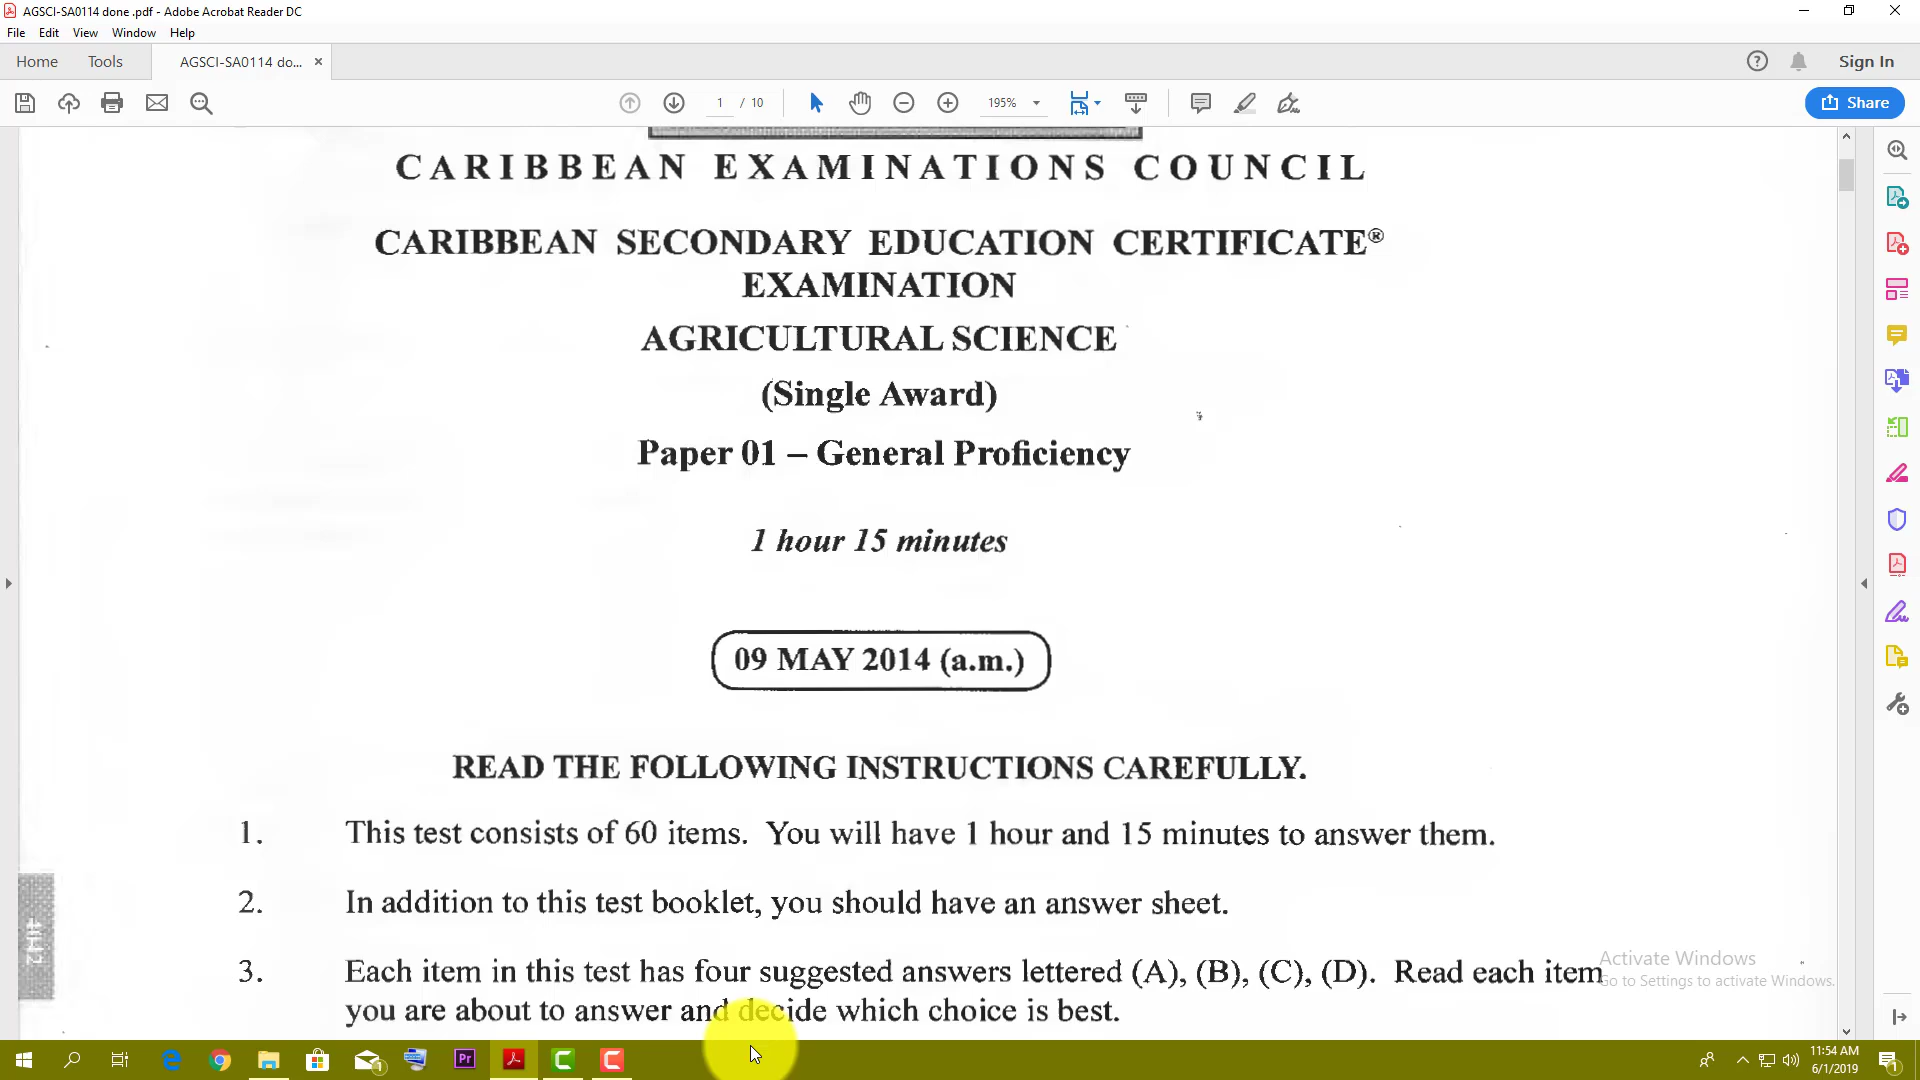 AGSCI-SA0114 done .pdf - Adobe Acrobat Reader DC
File Edit View Window Help
Home Tools AGSCI-SA0114 do... × Sign In
1 / 10 195% Share
CARIBBEAN EXAMINATIONS COUNCIL
CARIBBEAN SECONDARY EDUCATION CERTIFICATE®
EXAMINATION
AGRICULTURAL SCIENCE
(Single Award)
Paper 01 – General Proficiency
1 hour 15 minutes
09 MAY 2014 (a.m.)
READ THE FOLLOWING INSTRUCTIONS CAREFULLY.
1. This test consists of 60 items. You will have 1 hour and 15 minutes to answer them.
2. In addition to this test booklet, you should have an answer sheet.
3. Each item in this test has four suggested answers lettered (A), (B), (C), (D). Read each item
you are about to answer and decide which choice is best.
Activate Windows
Go to Settings to activate Windows.
Pr
11:54 AM
6/1/2019